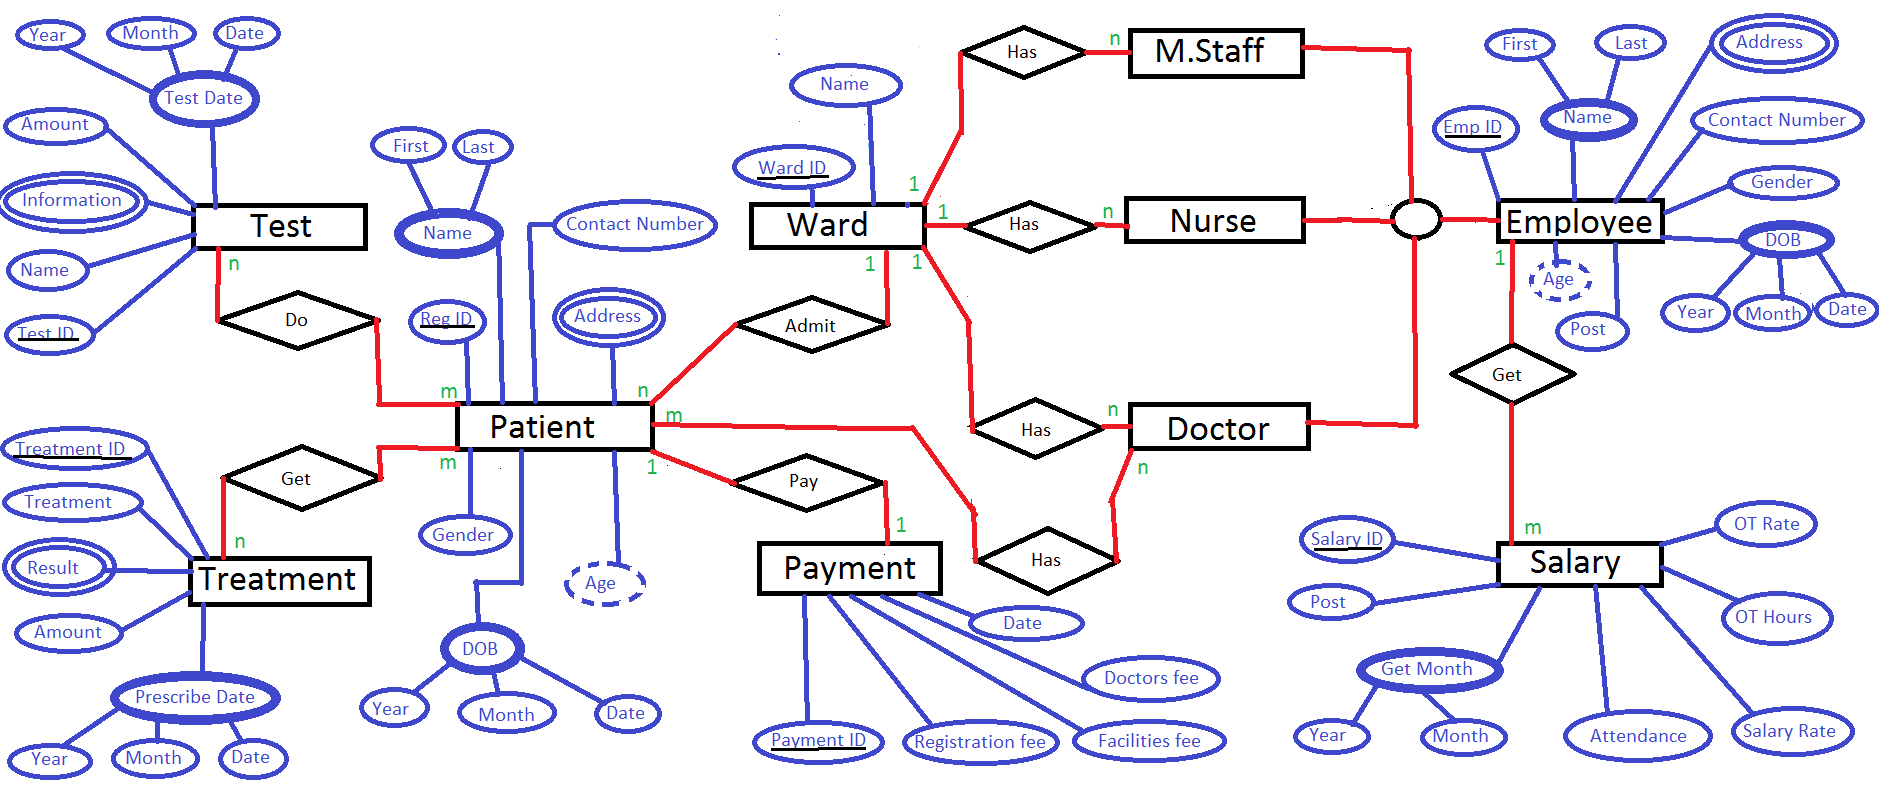 Year
Month
Date
Test Date
Amount
Information
Name
Test ID
Test
n
Do
m
First
Last
Name
Contact Number
Reg ID
Address
Patient
Ward ID
Name
Ward
1
1
1
1
Admit
n
m
1
Has
n
M.Staff
Has
n
Nurse
Has
n
Doctor
n
Has
Pay
1
Payment
Date
Doctors fee
Facilities fee
Registration fee
Payment ID
m
Get
n
Treatment ID
Treatment
Result
Amount
Treatment
Prescribe Date
Year
Month
Date
Gender
Age
DOB
Year
Month
Date
First
Last
Name
Address
Emp ID
Contact Number
Gender
Employee
DOB
Year
Month
Date
Age
Post
1
Get
m
Salary
Salary ID
Post
Get Month
Year
Month
Attendance
Salary Rate
OT Rate
OT Hours